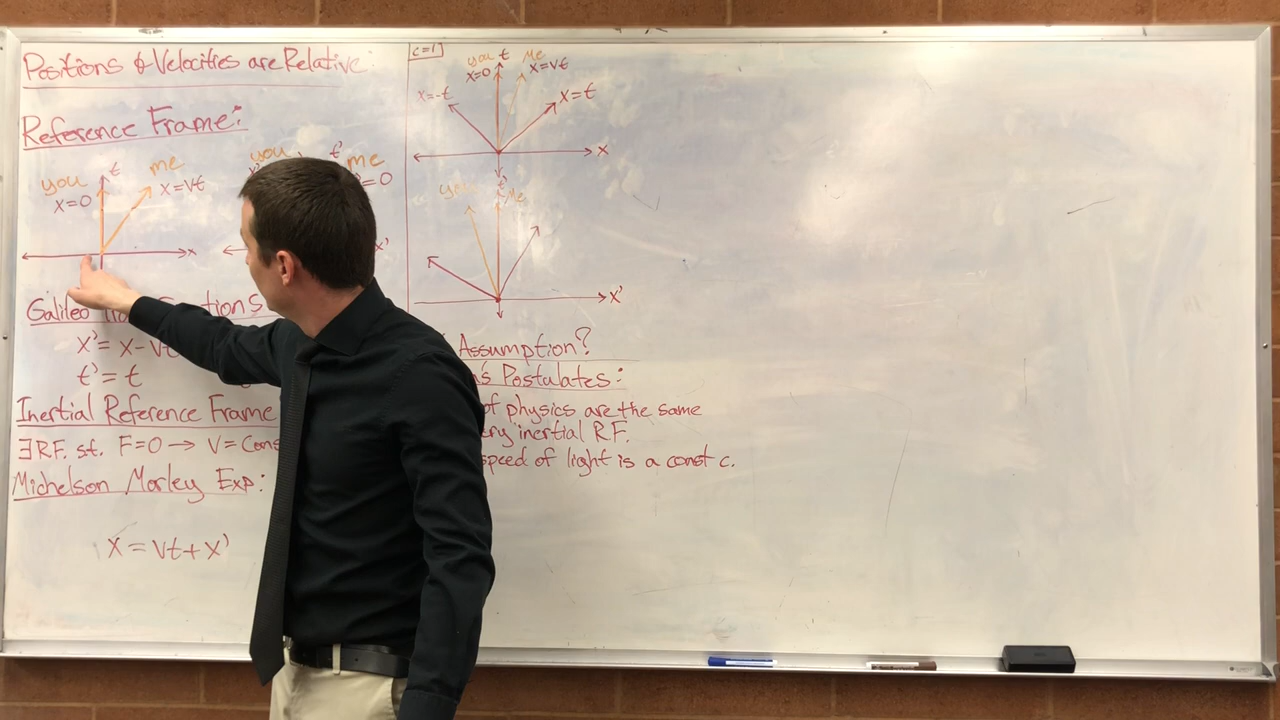 Positions & Velocities are Relative:
Reference Frame:
you
t
me
x=0
x=vt
x
you
t'
me
=0
x'
Galileo
x'= x-vt
t'= t
Inertial Reference Frame
∃R.F. st. F=0 → V=Cons
Michelson Morley Exp:
x = vt + x'
c=1
you t Me
x=0
x=vt
x=-t
x=t
x
you
t'
Me
x'
Assumption?
's Postulates:
of physics are the same
ery inertial R.F.
speed of light is a const c.